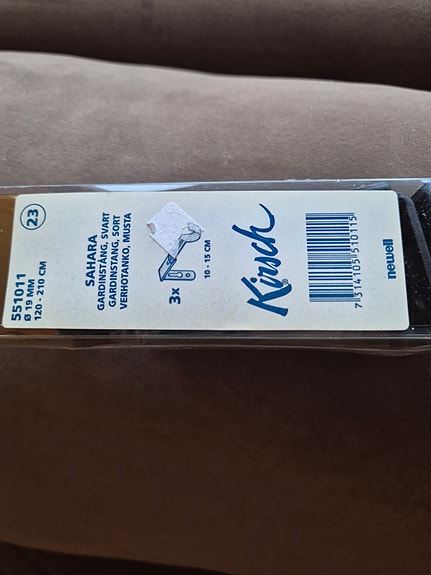 551011
Ø 19 MM
120 - 210 CM
23
SAHARA
GARDINSTÅNG, SVART
GARDINSTANG, SORT
VERHOTANKO, MUSTA
3x
10 - 15 CM
Kirsch®
7 314105 510115
newell